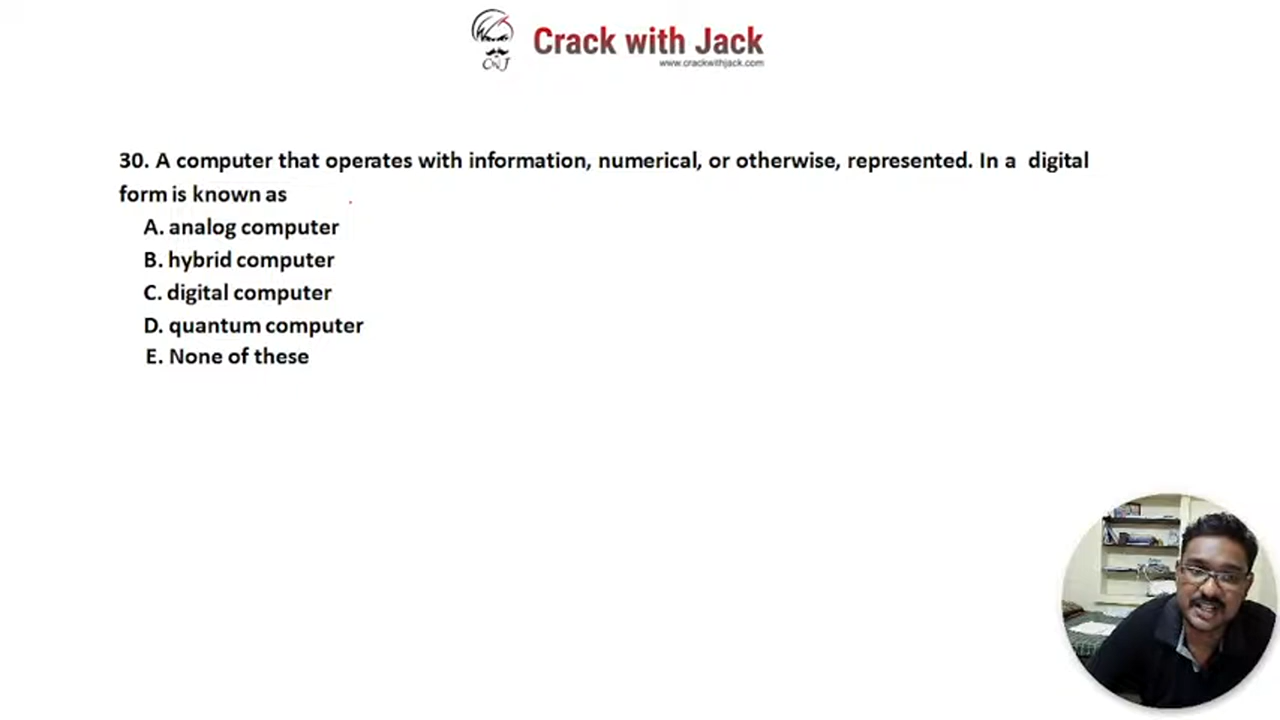 Crack with Jack
www.crackwithjack.com
30. A computer that operates with information, numerical, or otherwise, represented. In a digital
form is known as
A. analog computer
B. hybrid computer
C. digital computer
D. quantum computer
E. None of these